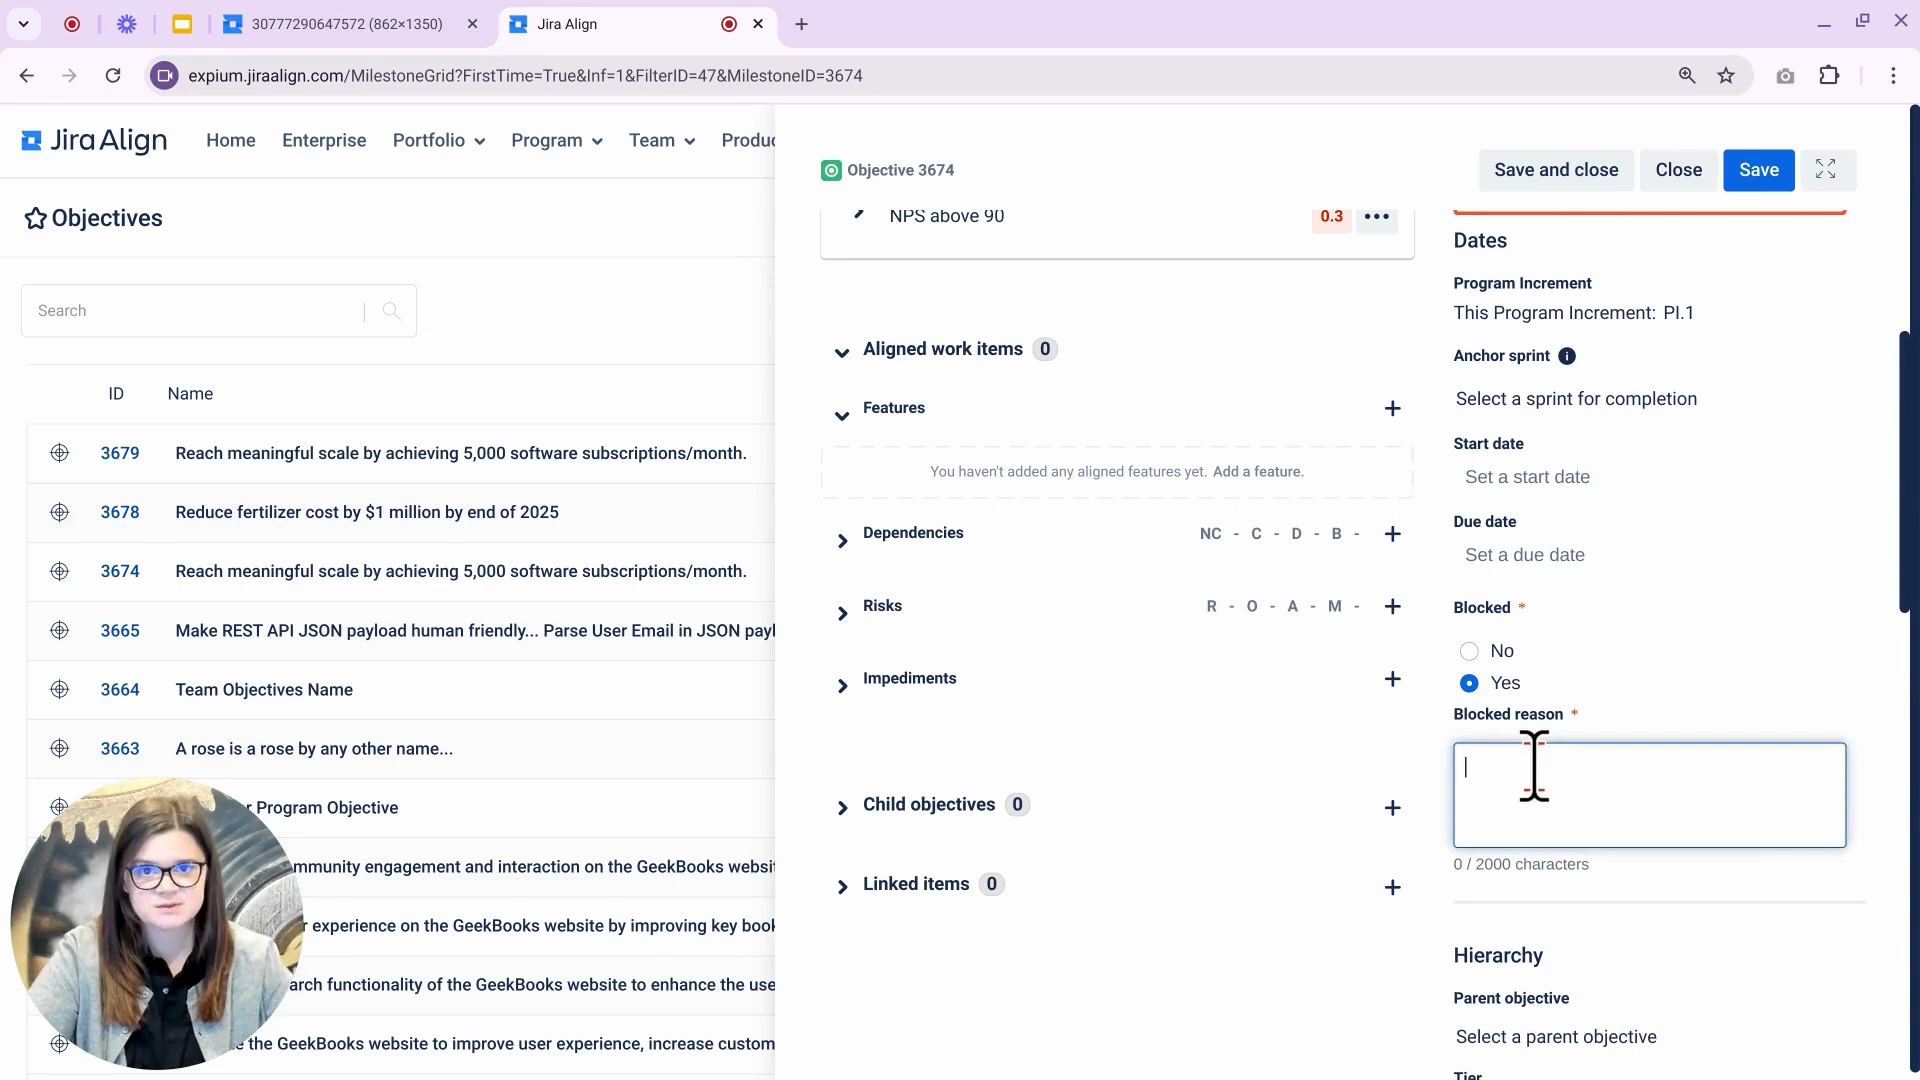 30777290647572 (862×1350)
Jira Align
expium.jiraalign.com/MilestoneGrid?FirstTime=True&Inf=1&FilterID=47&MilestoneID=3674
Jira Align
Home
Enterprise
Portfolio
Program
Team
Produc
Objectives
Search
ID Name
3679 Reach meaningful scale by achieving 5,000 software subscriptions/month.
3678 Reduce fertilizer cost by $1 million by end of 2025
3674 Reach meaningful scale by achieving 5,000 software subscriptions/month.
3665 Make REST API JSON payload human friendly... Parse User Email in JSON payl
3664 Team Objectives Name
3663 A rose is a rose by any other name...
r Program Objective
mmunity engagement and interaction on the GeekBooks websit
r experience on the GeekBooks website by improving key book
arch functionality of the GeekBooks website to enhance the use
e the GeekBooks website to improve user experience, increase custom
Objective 3674
Save and close
Close
Save
NPS above 90 0.3
Aligned work items 0
Features
You haven't added any aligned features yet. Add a feature.
Dependencies NC - C - D - B -
Risks R - O - A - M -
Impediments
Child objectives 0
Linked items 0
Dates
Program Increment
This Program Increment: PI.1
Anchor sprint
Select a sprint for completion
Start date
Set a start date
Due date
Set a due date
Blocked *
No
Yes
Blocked reason *
0 / 2000 characters
Hierarchy
Parent objective
Select a parent objective
Tier